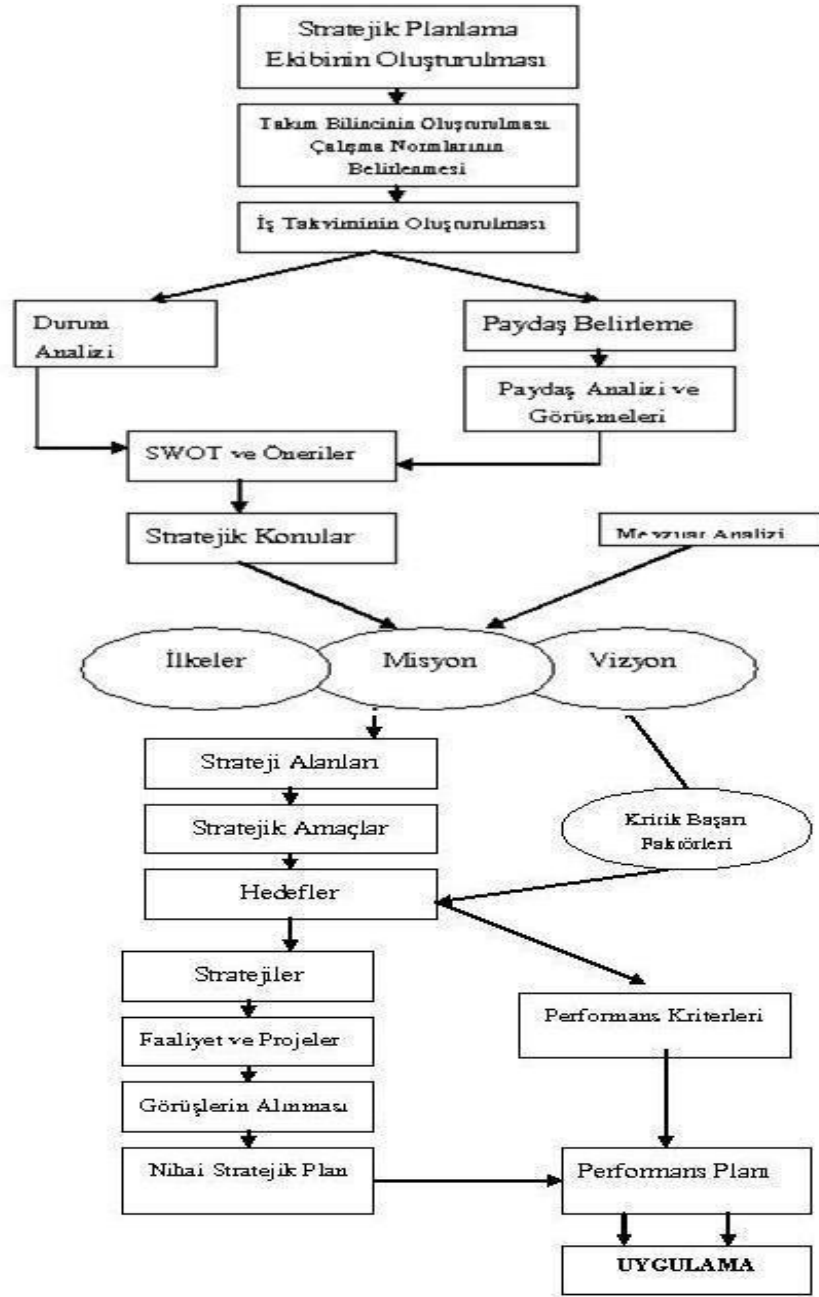 Stratejik Planlama
Ekibinin Oluşturulması
Takım Bilincinin Oluşturulması
Çalışma Normlarının
Belirlenmesi
İş Takviminin Oluşturulması
Durum
Analizi
Paydaş Belirleme
Paydaş Analizi ve
Görüşmeleri
SWOT ve Öneriler
Stratejik Konular
Mevzuat Analizi
İlkeler
Misyon
Vizyon
Strateji Alanları
Stratejik Amaçlar
Kritik Başarı
Faktörleri
Hedefler
Stratejiler
Performans Kriterleri
Faaliyet ve Projeler
Görüşlerin Alınması
Nihai Stratejik Plan
Performans Planı
UYGULAMA